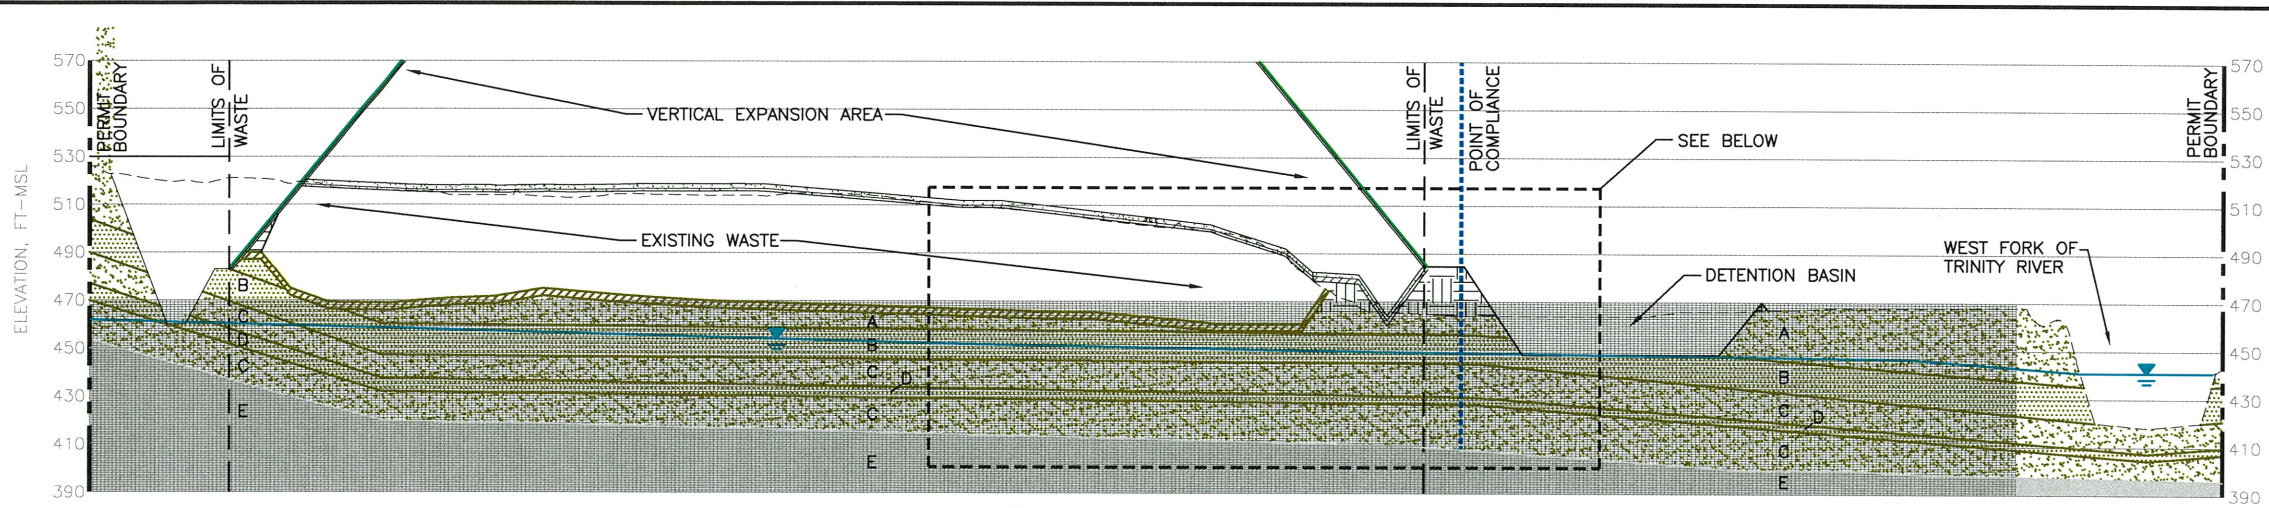 570
550
530
510
490
470
450
430
410
390
ELEVATION, FT-MSL
PERMIT
BOUNDARY
LIMITS OF
WASTE
VERTICAL EXPANSION AREA
EXISTING WASTE
LIMITS OF
WASTE
POINT OF
COMPLIANCE
SEE BELOW
DETENTION BASIN
WEST FORK OF
TRINITY RIVER
PERMIT
BOUNDARY
570
550
530
510
490
470
450
430
410
390
B
C
D
C
E
A
B
C
D
C
E
A
B
C
D
C
E